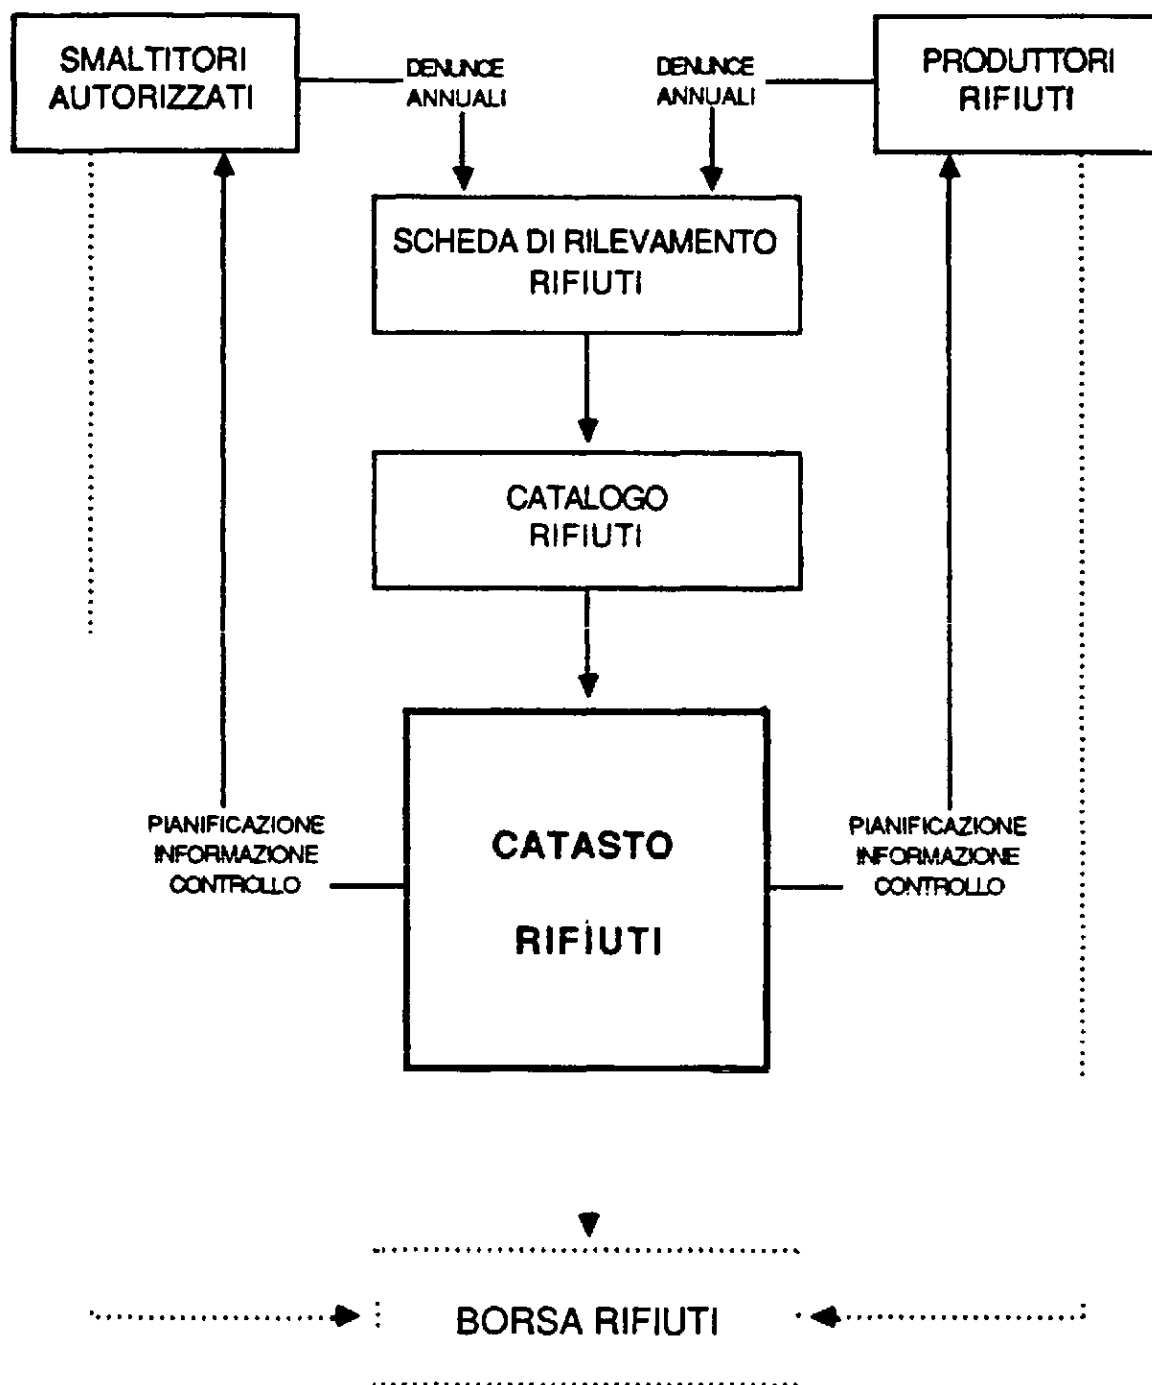 SMALTITORI
AUTORIZZATI
DENUNCE
ANNUALI
DENUNCE
ANNUALI
PRODUTTORI
RIFIUTI
SCHEDA DI RILEVAMENTO
RIFIUTI
CATALOGO
RIFIUTI
PIANIFICAZIONE
INFORMAZIONE
CONTROLLO
CATASTO
RIFIUTI
PIANIFICAZIONE
INFORMAZIONE
CONTROLLO
BORSA RIFIUTI